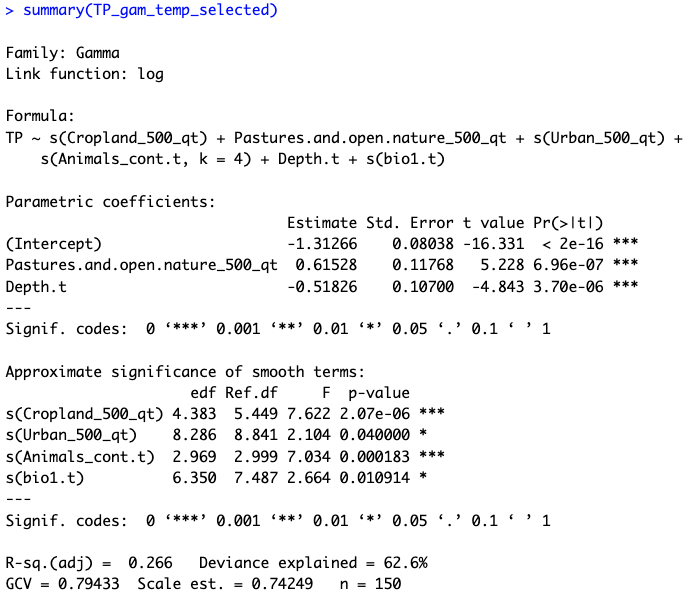 > summary(TP_gam_temp_selected)
Family: Gamma
Link function: log
Formula:
TP ~ s(Cropland_500_qt) + Pastures.and.open.nature_500_qt + s(Urban_500_qt) +
s(Animals_cont.t, k = 4) + Depth.t + s(bio1.t)
Parametric coefficients:
Estimate Std. Error t value Pr(>|t|)
(Intercept) -1.31266 0.08038 -16.331 < 2e-16 ***
Pastures.and.open.nature_500_qt 0.61528 0.11768 5.228 6.96e-07 ***
Depth.t -0.51826 0.10700 -4.843 3.70e-06 ***
---
Signif. codes: 0 ‘***’ 0.001 ‘**’ 0.01 ‘*’ 0.05 ‘.’ 0.1 ‘ ’ 1
Approximate significance of smooth terms:
edf Ref.df F p-value
s(Cropland_500_qt) 4.383 5.449 7.622 2.07e-06 ***
s(Urban_500_qt) 8.286 8.841 2.104 0.040000 *
s(Animals_cont.t) 2.969 2.999 7.034 0.000183 ***
s(bio1.t) 6.350 7.487 2.664 0.010914 *
---
Signif. codes: 0 ‘***’ 0.001 ‘**’ 0.01 ‘*’ 0.05 ‘.’ 0.1 ‘ ’ 1
R-sq.(adj) = 0.266 Deviance explained = 62.6%
GCV = 0.79433 Scale est. = 0.74249 n = 150